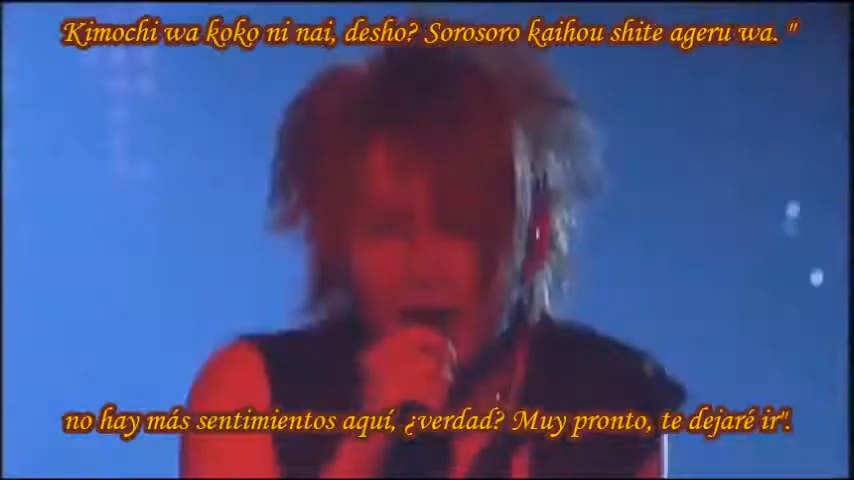 Kimochi wa koko ni nai, desho? Sorosoro kaihou shite ageru wa. "
no hay más sentimientos aquí, ¿verdad? Muy pronto, te dejaré ir".